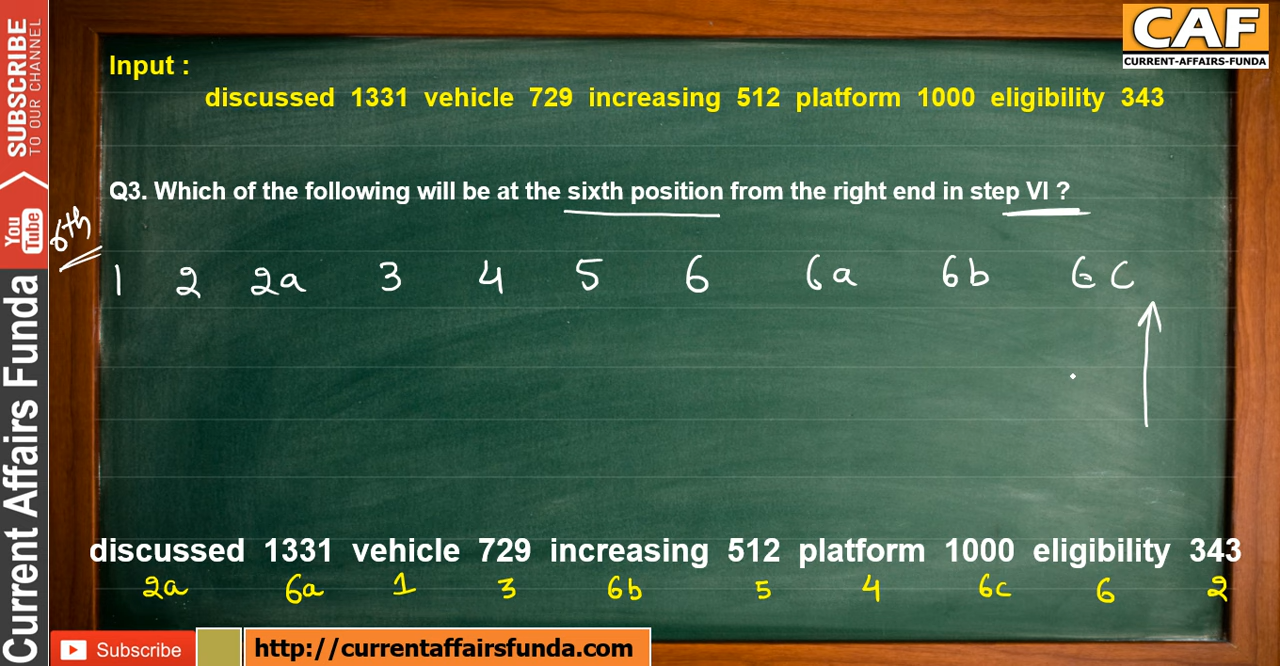 SUBSCRIBE
TO OUR CHANNEL
You Tube
Current Affairs Funda
CAF
CURRENT-AFFAIRS-FUNDA
Input :
discussed 1331 vehicle 729 increasing 512 platform 1000 eligibility 343
Q3. Which of the following will be at the sixth position from the right end in step VI ?
6th
1 2 2a 3 4 5 6 6a 6b 6c
discussed 1331 vehicle 729 increasing 512 platform 1000 eligibility 343
2a 6a 1 3 6b 5 4 6c 6 2
Subscribe
http://currentaffairsfunda.com